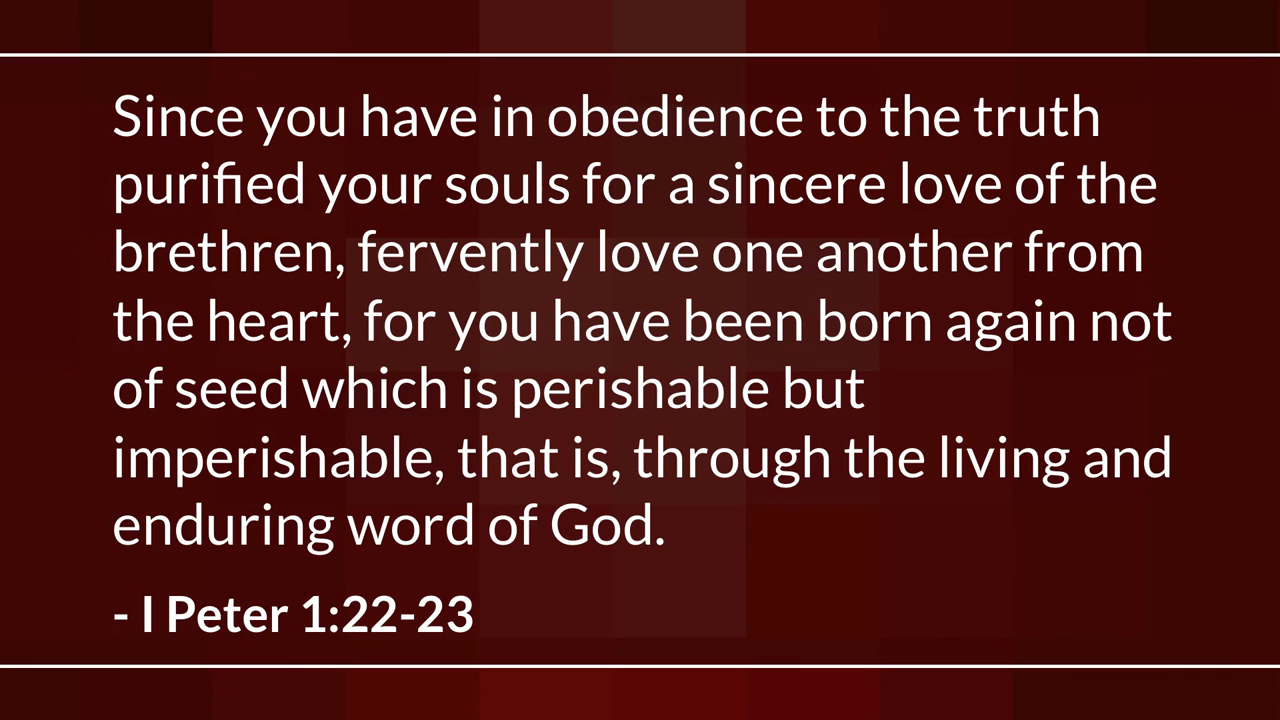 Since you have in obedience to the truth
purified your souls for a sincere love of the
brethren, fervently love one another from
the heart, for you have been born again not
of seed which is perishable but
imperishable, that is, through the living and
enduring word of God.
- I Peter 1:22-23